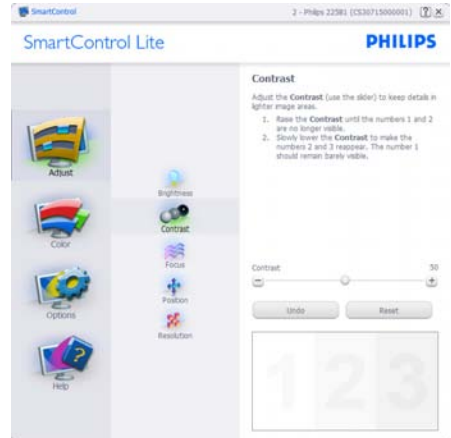 SmartControl
2 - Philips 225B1 (CS30715000001)
SmartControl Lite
PHILIPS
Adjust
Color
Options
Help
Brightness
Contrast
Focus
Position
Resolution
Contrast
Adjust the Contrast (use the slider) to keep details in
lighter image areas.
1. Raise the Contrast until the numbers 1 and 2
are no longer visible.
2. Slowly lower the Contrast to make the
numbers 2 and 3 reappear. The number 1
should remain barely visible.
Contrast
50
Undo
Reset
1 2 3